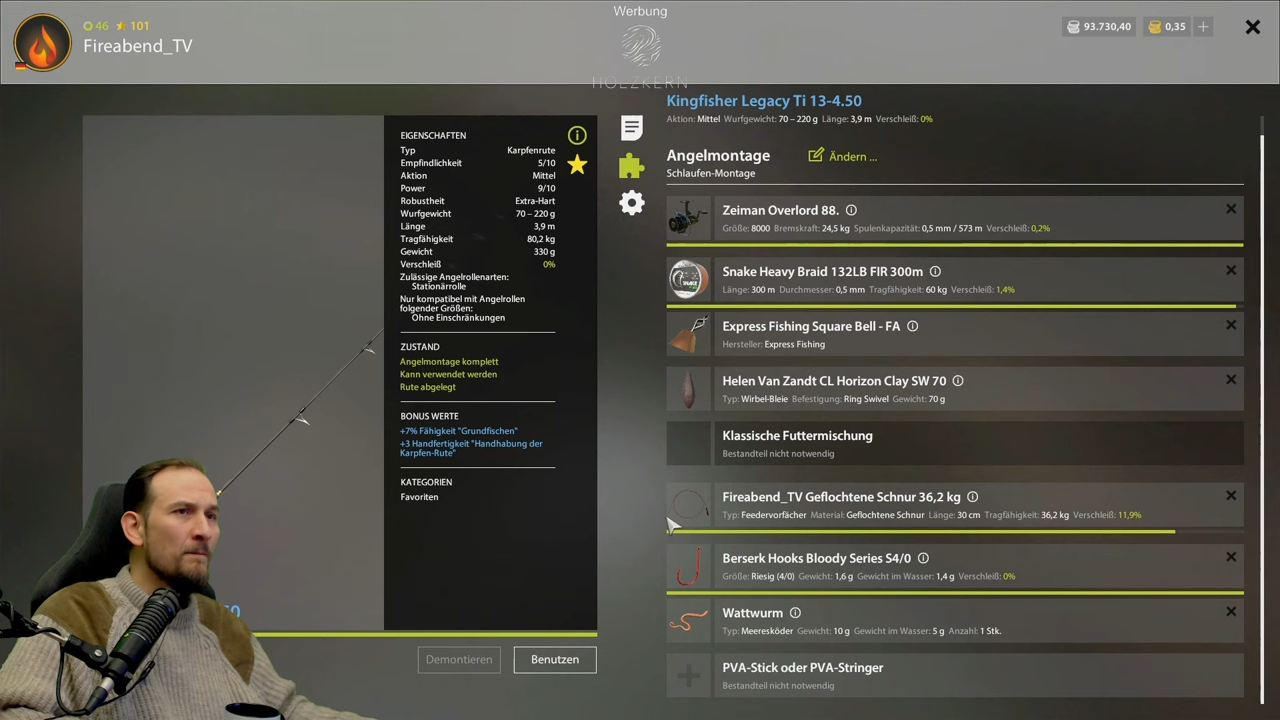 46 101
Fireabend_TV
Werbung
HOLZKERN
93.730,40
0,35
Kingfisher Legacy Ti 13-4.50
Aktion: Mittel Wurfgewicht: 70 – 220 g Länge: 3,9 m Verschleiß: 0%
EIGENSCHAFTEN
Typ Karpfenrute
Empfindlichkeit 5/10
Aktion Mittel
Power 9/10
Robustheit Extra-Hart
Wurfgewicht 70 – 220 g
Länge 3,9 m
Tragfähigkeit 80,2 kg
Gewicht 330 g
Verschleiß 0%
Zulässige Angelrollenarten:
Stationärrolle
Nur kompatibel mit Angelrollen
folgender Größen:
Ohne Einschränkungen
ZUSTAND
Angelmontage komplett
Kann verwendet werden
Rute abgelegt
BONUS WERTE
+7% Fähigkeit "Grundfischen"
+3 Handfertigkeit "Handhabung der
Karpfen-Rute"
KATEGORIEN
Favoriten
Demontieren
Benutzen
Angelmontage
Ändern ...
Schlaufen-Montage
Zeiman Overlord 88.
Größe: 8000 Bremskraft: 24,5 kg Spulenkapazität: 0,5 mm / 573 m Verschleiß: 0,2%
Snake Heavy Braid 132LB FIR 300m
Länge: 300 m Durchmesser: 0,5 mm Tragfähigkeit: 60 kg Verschleiß: 1,4%
Express Fishing Square Bell - FA
Hersteller: Express Fishing
Helen Van Zandt CL Horizon Clay SW 70
Typ: Wirbel-Bleie Befestigung: Ring Swivel Gewicht: 70 g
Klassische Futtermischung
Bestandteil nicht notwendig
Fireabend_TV Geflochtene Schnur 36,2 kg
Typ: Feedervorfächer Material: Geflochtene Schnur Länge: 30 cm Tragfähigkeit: 36,2 kg Verschleiß: 11,9%
Berserk Hooks Bloody Series S4/0
Größe: Riesig (4/0) Gewicht: 1,6 g Gewicht im Wasser: 1,4 g Verschleiß: 0%
Wattwurm
Typ: Meeresköder Gewicht: 10 g Gewicht im Wasser: 5 g Anzahl: 1 Stk.
PVA-Stick oder PVA-Stringer
Bestandteil nicht notwendig